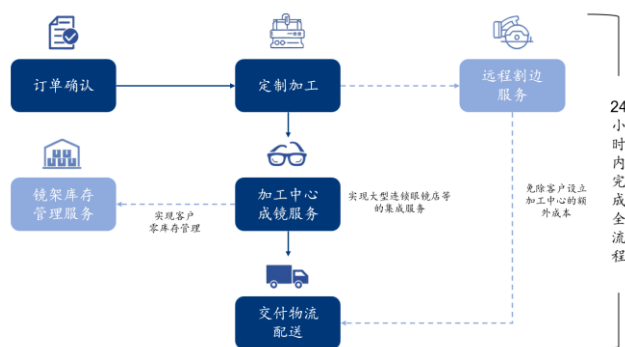 订单确认
定制加工
远程割边
服务
镜架库存
管理服务
实现客户
零库存管理
加工中心
成镜服务
实现大型连锁眼镜店等
的集成服务
免除客户设立
加工中心的额
外成本
交付物流
配送
24
小
时
内
完
成
全
流
程